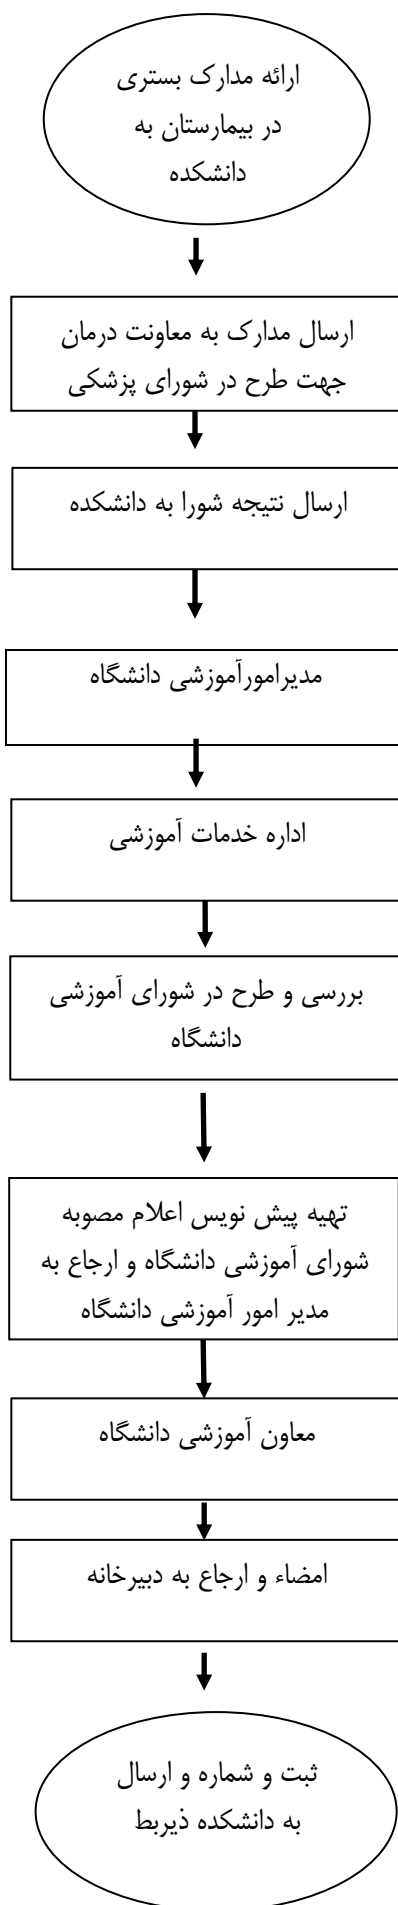 ارائه مدارک بستری
در بیمارستان به
دانشکده
ارسال مدارک به معاونت درمان
جهت طرح در شورای پزشکی
ارسال نتیجه شورا به دانشکده
مدیرامورآموزشی دانشگاه
اداره خدمات آموزشی
بررسی و طرح در شورای آموزشی
دانشگاه
تهیه پیش نویس اعلام مصوبه
شورای آموزشی دانشگاه و ارجاع به
مدیر امور آموزشی دانشگاه
معاون آموزشی دانشگاه
امضاء و ارجاع به دبیرخانه
ثبت و شماره و ارسال
به دانشکده ذیربط